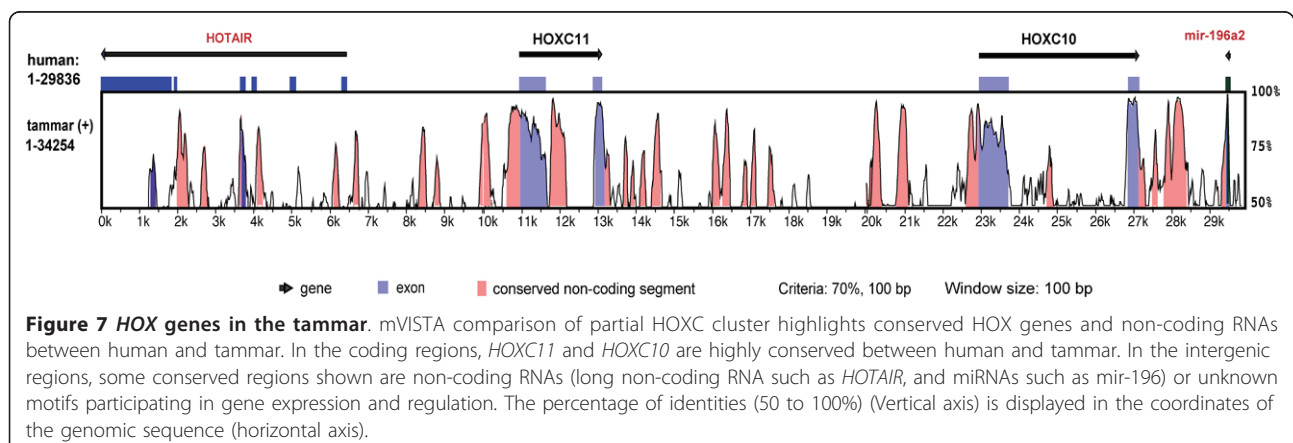 HOTAIR HOXC11 HOXC10 mir-196a2
human:
1-29836
100%
tammar (+)
1-34254
75%
50%
0k 1k 2k 3k 4k 5k 6k 7k 8k 9k 10k 11k 12k 13k 14k 15k 16k 17k 18k 19k 20k 21k 22k 23k 24k 25k 26k 27k 28k 29k
gene exon conserved non-coding segment Criteria: 70%, 100 bp Window size: 100 bp
Figure 7 HOX genes in the tammar. mVISTA comparison of partial HOXC cluster highlights conserved HOX genes and non-coding RNAs
between human and tammar. In the coding regions, HOXC11 and HOXC10 are highly conserved between human and tammar. In the intergenic
regions, some conserved regions shown are non-coding RNAs (long non-coding RNA such as HOTAIR, and miRNAs such as mir-196) or unknown
motifs participating in gene expression and regulation. The percentage of identities (50 to 100%) (Vertical axis) is displayed in the coordinates of
the genomic sequence (horizontal axis).